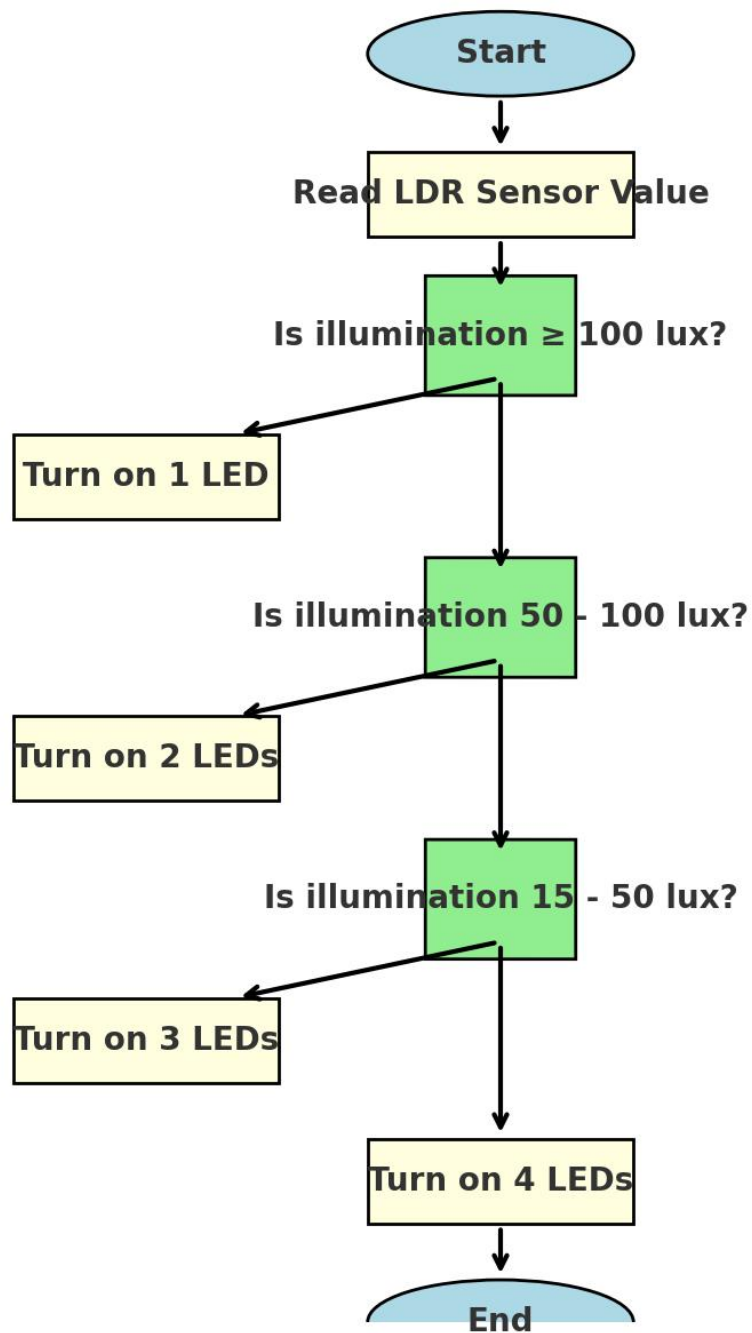 Start
Read LDR Sensor Value
Is illumination ≥ 100 lux?
Turn on 1 LED
Is illumination 50 - 100 lux?
Turn on 2 LEDs
Is illumination 15 - 50 lux?
Turn on 3 LEDs
Turn on 4 LEDs
End